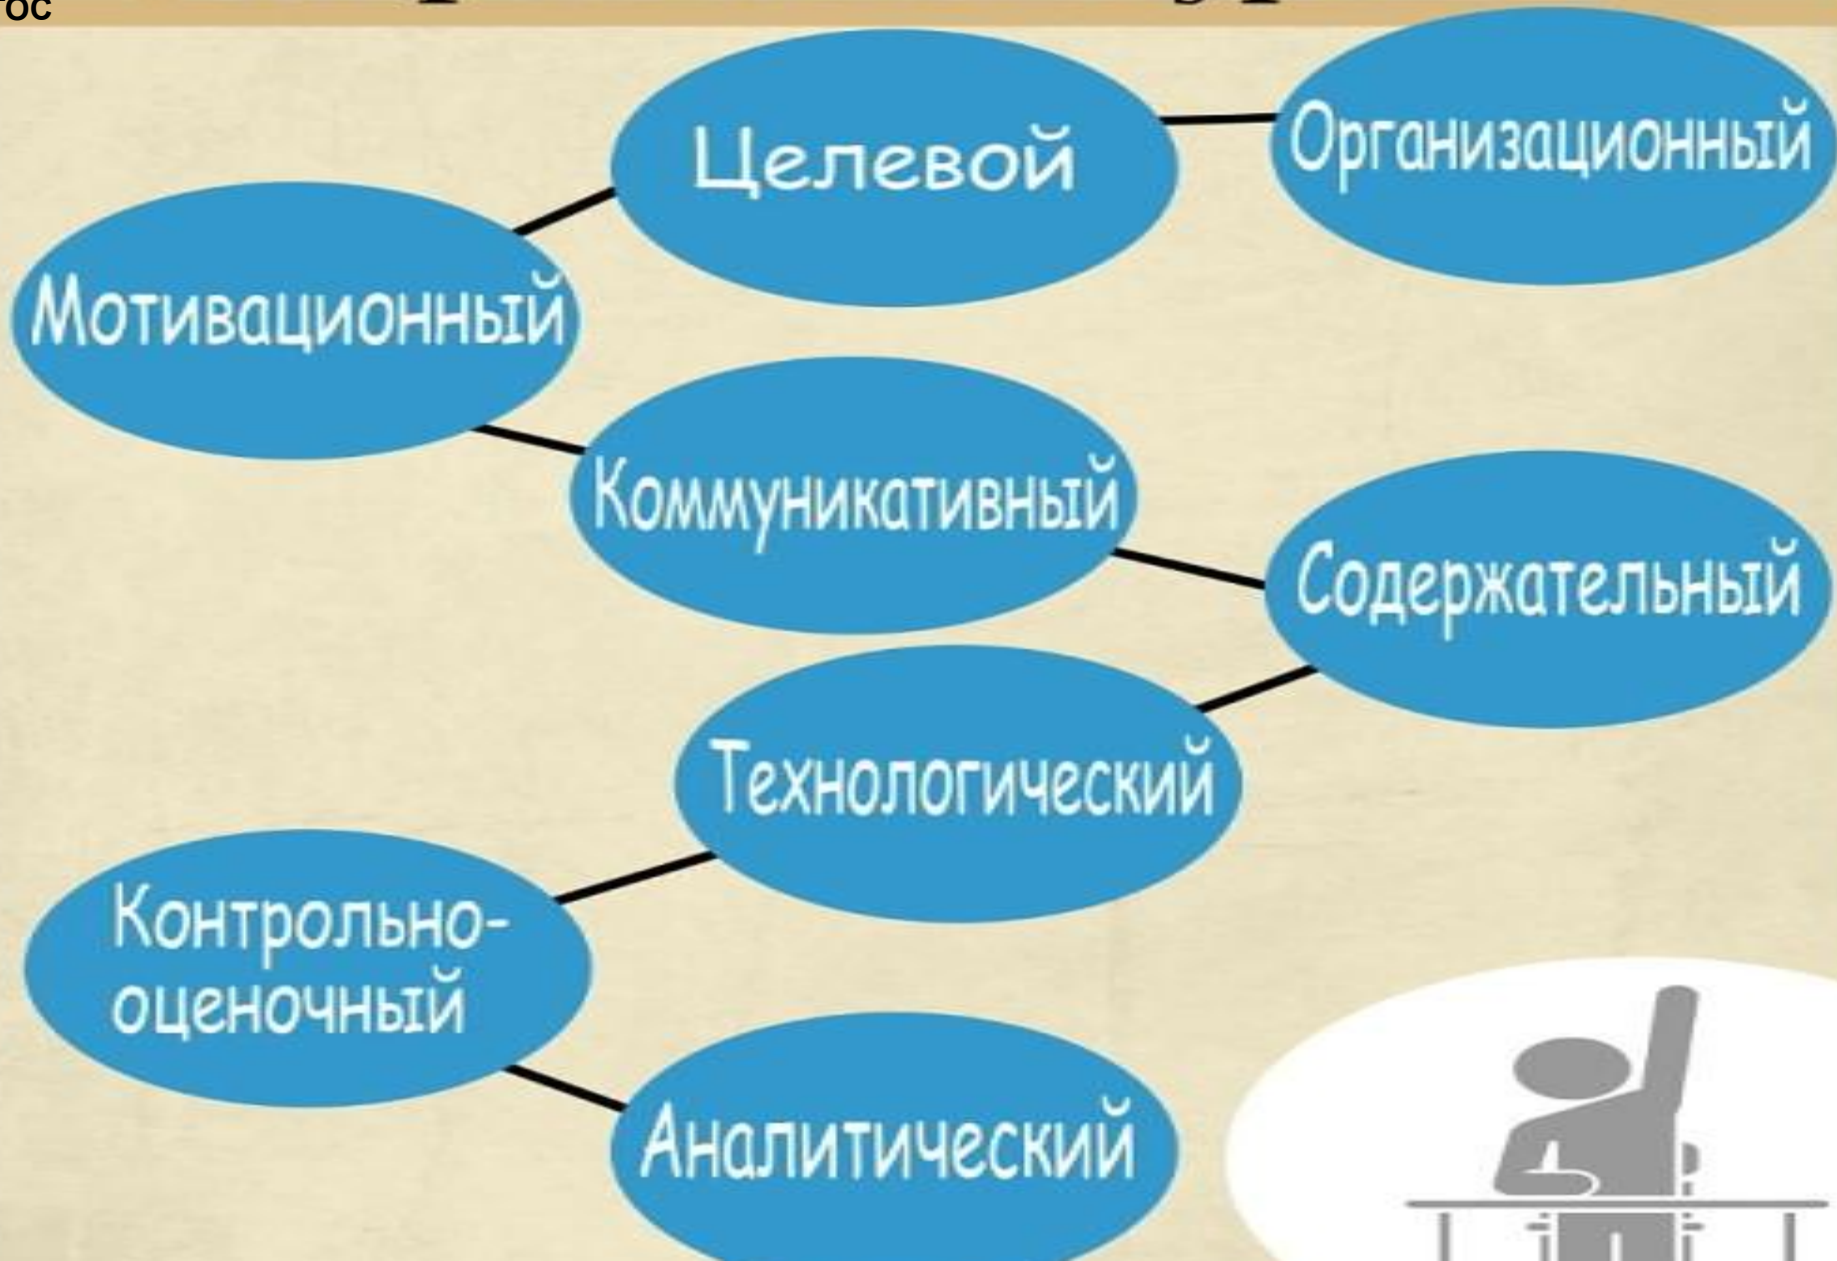 Целевой
Организационный
Мотивационный
Коммуникативный
Содержательный
Технологический
Контрольно-
оценочный
Аналитический